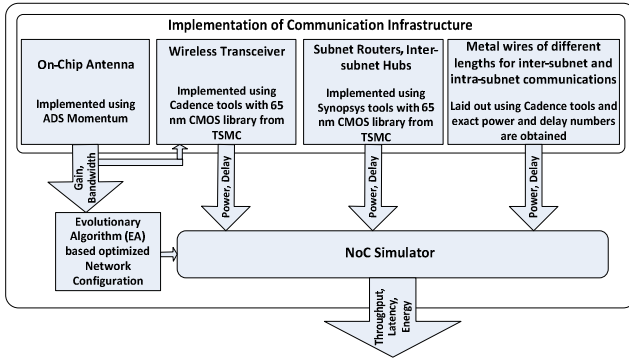 Implementation of Communication Infrastructure
On-Chip Antenna
Implemented using
ADS Momentum
Wireless Transceiver
Implemented using
Cadence tools with 65
nm CMOS library from
TSMC
Subnet Routers, Inter-
subnet Hubs
Implemented using
Synopsys tools with 65
nm CMOS library from
TSMC
Metal wires of different
lengths for inter-subnet and
intra-subnet communications
Laid out using Cadence tools and
exact power and delay numbers
are obtained
Gain,
Bandwidth
Power, Delay
Power, Delay
Power, Delay
Evolutionary
Algorithm (EA)
based optimized
Network
Configuration
NoC Simulator
Throughput,
Latency,
Energy